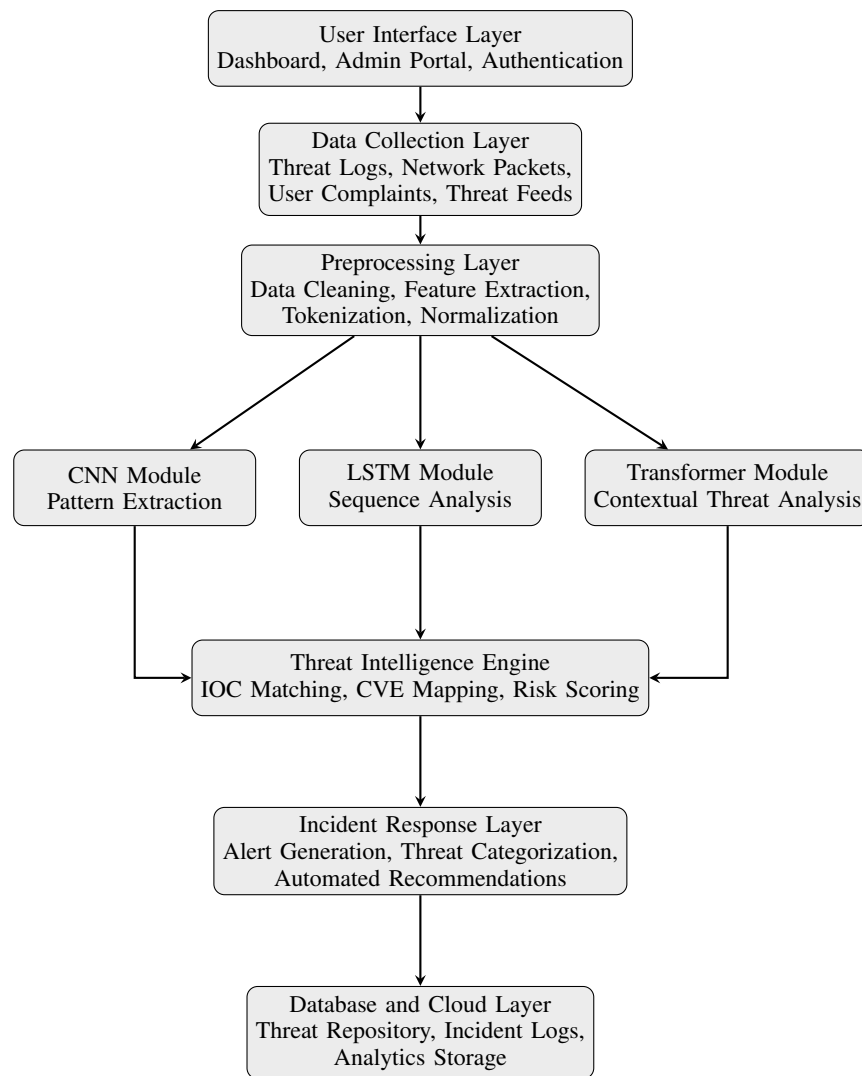 User Interface Layer
Dashboard, Admin Portal, Authentication
Data Collection Layer
Threat Logs, Network Packets,
User Complaints, Threat Feeds
Preprocessing Layer
Data Cleaning, Feature Extraction,
Tokenization, Normalization
CNN Module
Pattern Extraction
LSTM Module
Sequence Analysis
Transformer Module
Contextual Threat Analysis
Threat Intelligence Engine
IOC Matching, CVE Mapping, Risk Scoring
Incident Response Layer
Alert Generation, Threat Categorization,
Automated Recommendations
Database and Cloud Layer
Threat Repository, Incident Logs,
Analytics Storage